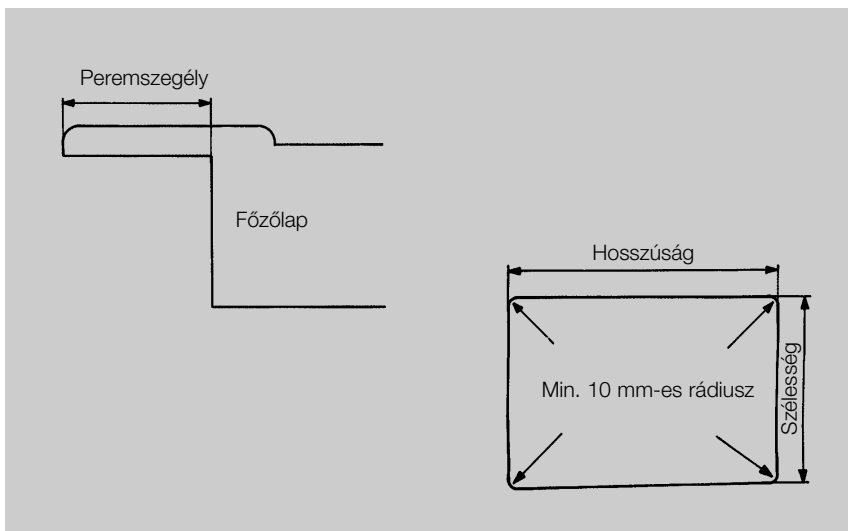 Peremszegély
Főzőlap
Hosszúság
Min. 10 mm-es rádiusz
Szélesség